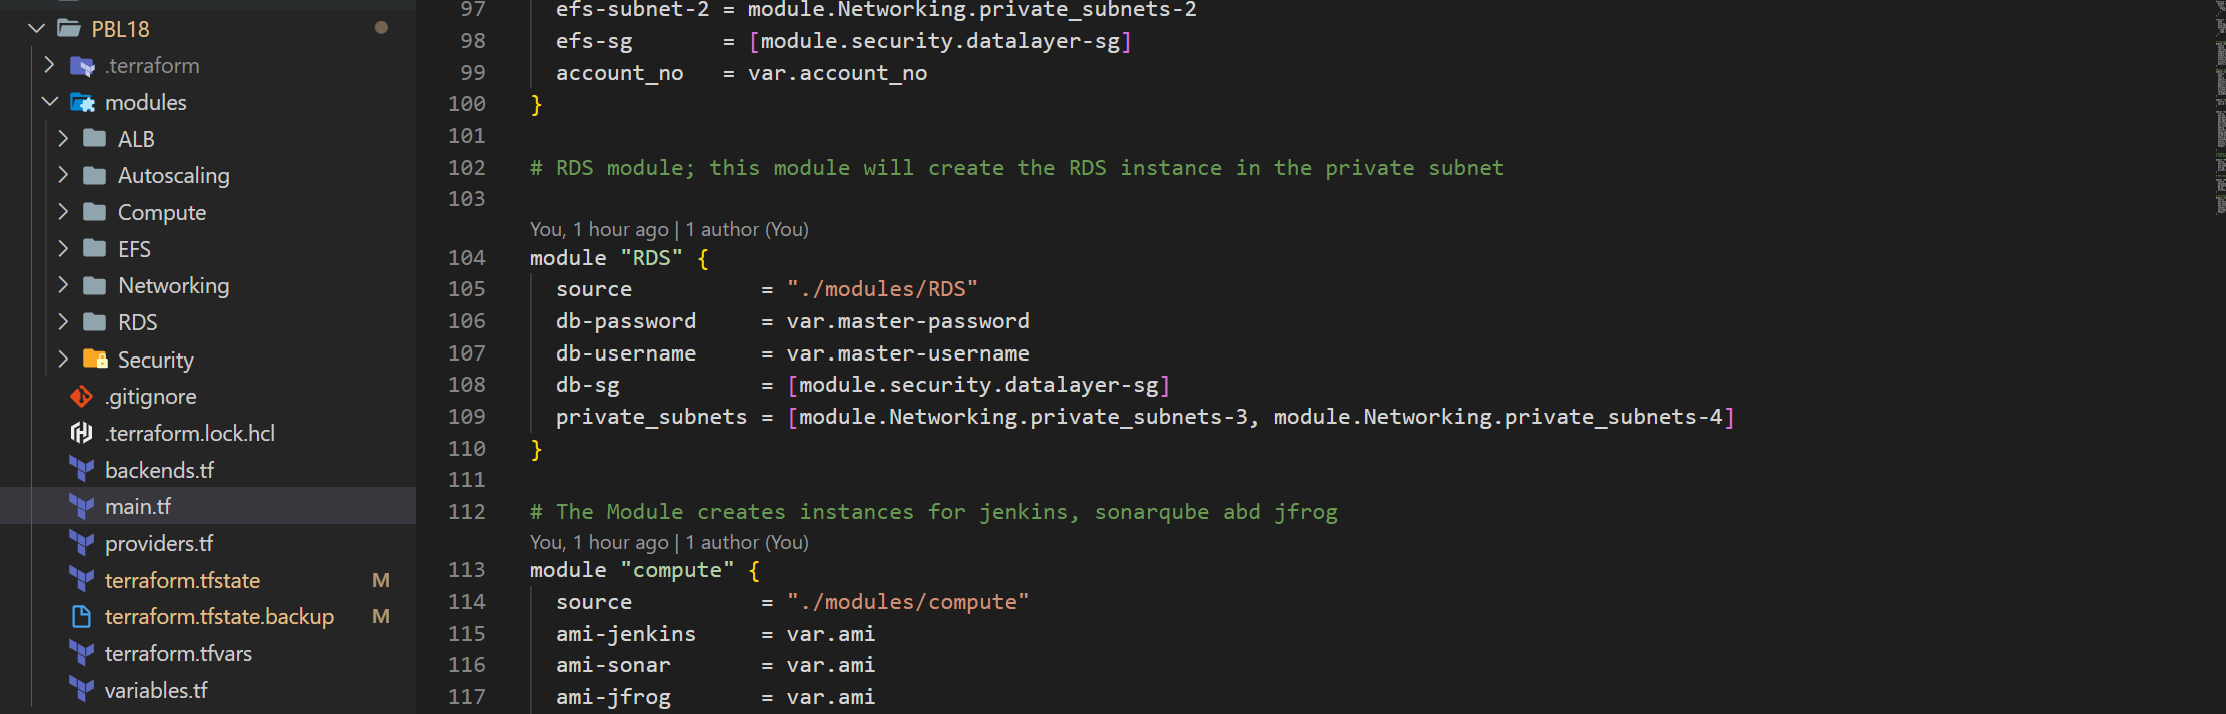 PBL18
.terraform
modules
ALB
Autoscaling
Compute
EFS
Networking
RDS
Security
.gitignore
.terraform.lock.hcl
backends.tf
main.tf
providers.tf
terraform.tfstate M
terraform.tfstate.backup M
terraform.tfvars
variables.tf
97 efs-subnet-2 = module.Networking.private_subnets-2
98 efs-sg       = [module.security.datalayer-sg]
99 account_no   = var.account_no
100 }
101
102 # RDS module; this module will create the RDS instance in the private subnet
103
You, 1 hour ago | 1 author (You)
104 module "RDS" {
105 source          = "./modules/RDS"
106 db-password     = var.master-password
107 db-username     = var.master-username
108 db-sg           = [module.security.datalayer-sg]
109 private_subnets = [module.Networking.private_subnets-3, module.Networking.private_subnets-4]
110 }
111
112 # The Module creates instances for jenkins, sonarqube abd jfrog
You, 1 hour ago | 1 author (You)
113 module "compute" {
114 source          = "./modules/compute"
115 ami-jenkins     = var.ami
116 ami-sonar       = var.ami
117 ami-jfrog       = var.ami